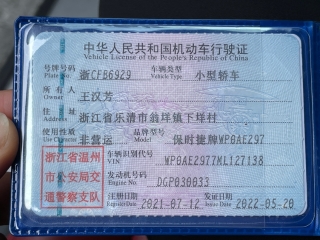 中华人民共和国机动车行驶证
Vehicle License of the People's Republic of China
号牌号码 浙CFB6929 车辆类型 小型轿车
Plate No. Vehicle Type
所有人 王汉芳
Owner
住址 浙江省乐清市翁垟镇下垟村
Address
使用性质 非营运 品牌型号 保时捷牌WP0AE297
Use Character Model
浙江省温州市公安局交通警察支队
车辆识别代号 WP0AE2977ML127138
VIN
发动机号码 DGP030033
Engine No.
注册日期 2021-07-12 发证日期 2022-05-20
Register Date Issue Date